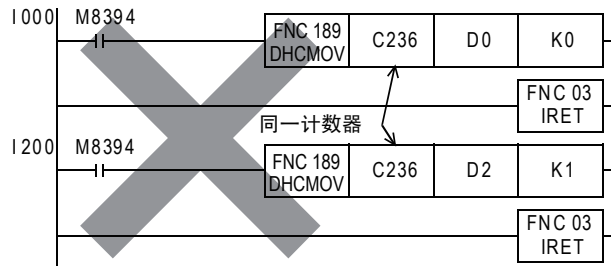 I000 M8394 FNC 189 DHCMOV C236 D0 K0
FNC 03 IRET
同一计数器
I200 M8394 FNC 189 DHCMOV C236 D2 K1
FNC 03 IRET